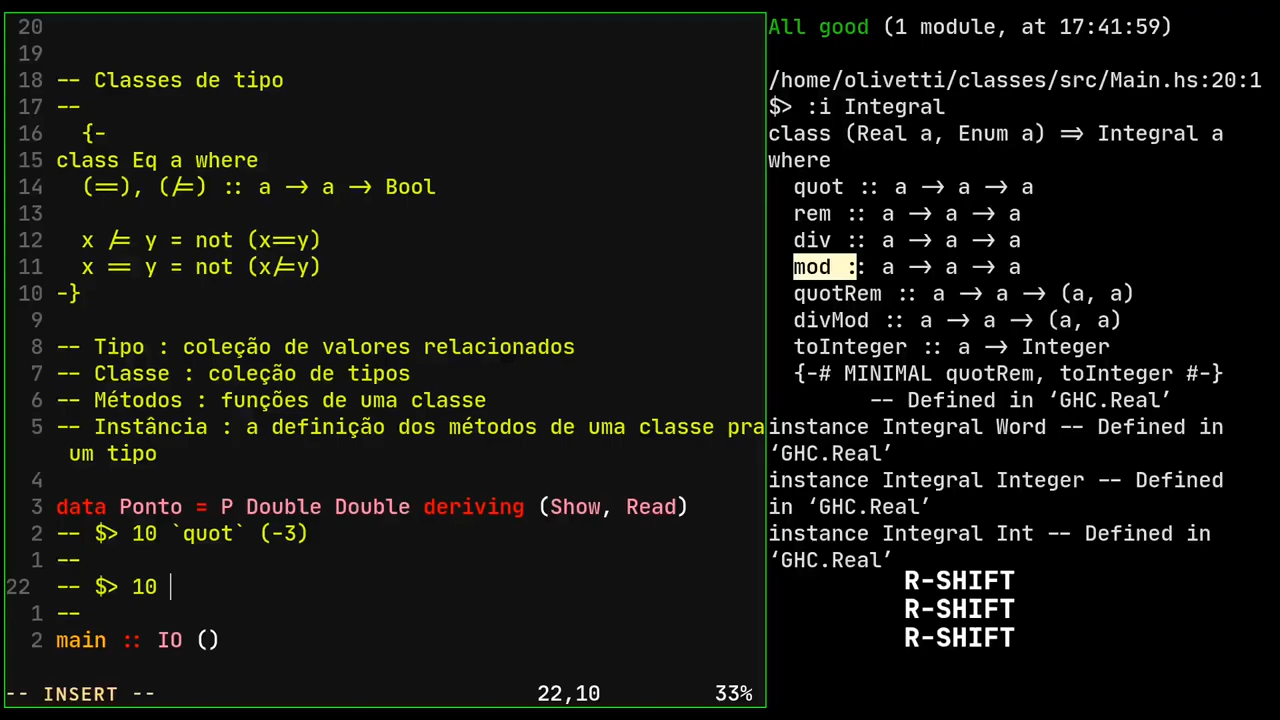 20
19
18 -- Classes de tipo
17 --
16 {-
15 class Eq a where
14 (==), (/=) :: a -> a -> Bool
13
12 x /= y = not (x==y)
11 x == y = not (x/=y)
10 -}
9
8 -- Tipo : coleção de valores relacionados
7 -- Classe : coleção de tipos
6 -- Métodos : funções de uma classe
5 -- Instância : a definição dos métodos de uma classe pra
um tipo
4
3 data Ponto = P Double Double deriving (Show, Read)
2 -- $> 10 `quot` (-3)
1 --
22 -- $> 10
1 --
2 main :: IO ()
-- INSERT -- 22,10 33%
All good (1 module, at 17:41:59)
/home/olivetti/classes/src/Main.hs:20:1
$> :i Integral
class (Real a, Enum a) => Integral a
where
quot :: a -> a -> a
rem :: a -> a -> a
div :: a -> a -> a
mod :: a -> a -> a
quotRem :: a -> a -> (a, a)
divMod :: a -> a -> (a, a)
toInteger :: a -> Integer
{-# MINIMAL quotRem, toInteger #-}
-- Defined in ‘GHC.Real’
instance Integral Word -- Defined in
‘GHC.Real’
instance Integral Integer -- Defined
in ‘GHC.Real’
instance Integral Int -- Defined in
‘GHC.Real’
R-SHIFT
R-SHIFT
R-SHIFT